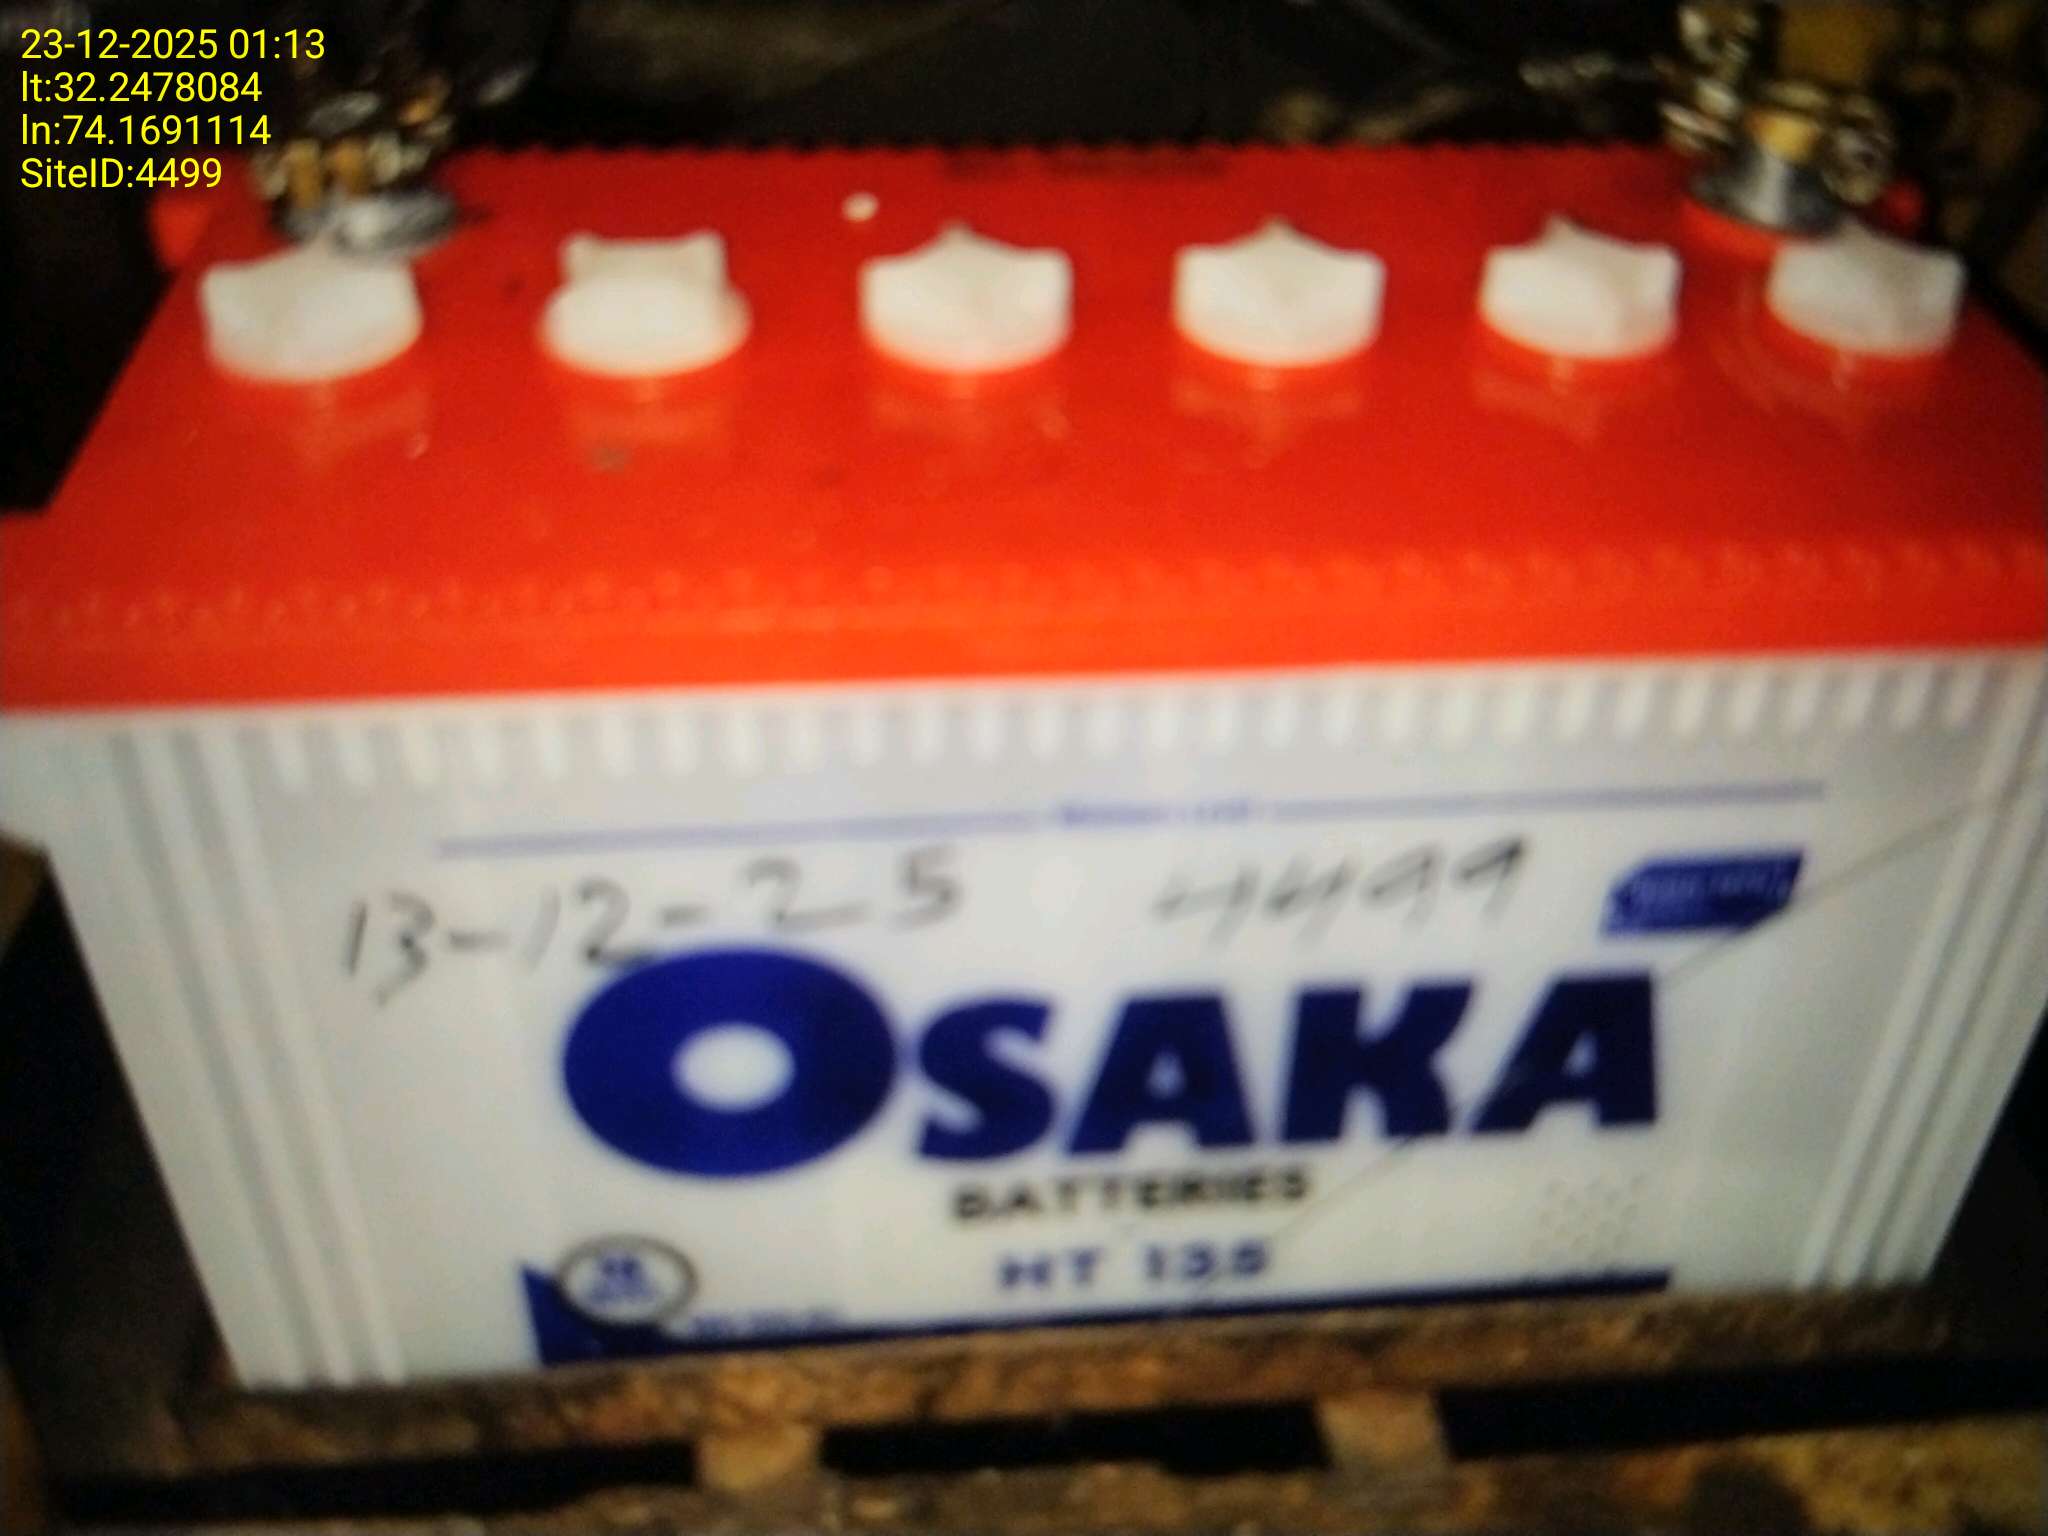 23-12-2025 01:13
lt:32.2478084
ln:74.1691114
SiteID:4499
13-12-25 4499
OSAKA
BATTERIES
HT 135